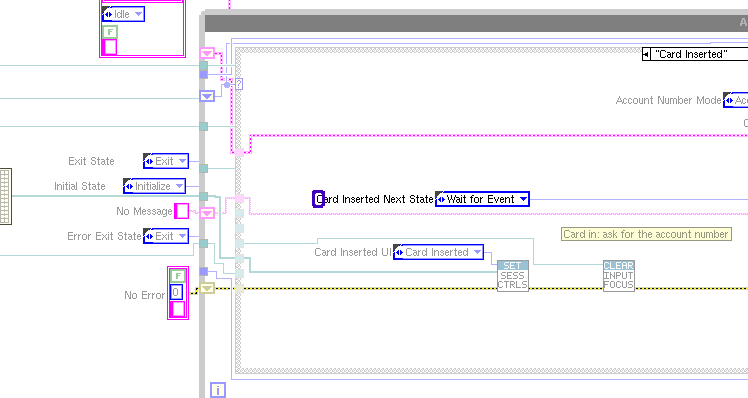 Idle
F
A
"Card Inserted"
?
Account Number Mode
Ac
Exit State
Exit
Initial State
Initialize
No Message
Card Inserted Next State
Wait for Event
Error Exit State
Exit
Card in: ask for the account number
Card Inserted UI
Card Inserted
SET
SESS
CTRLS
CLEAR
INPUT
FOCUS
F
0
No Error
i